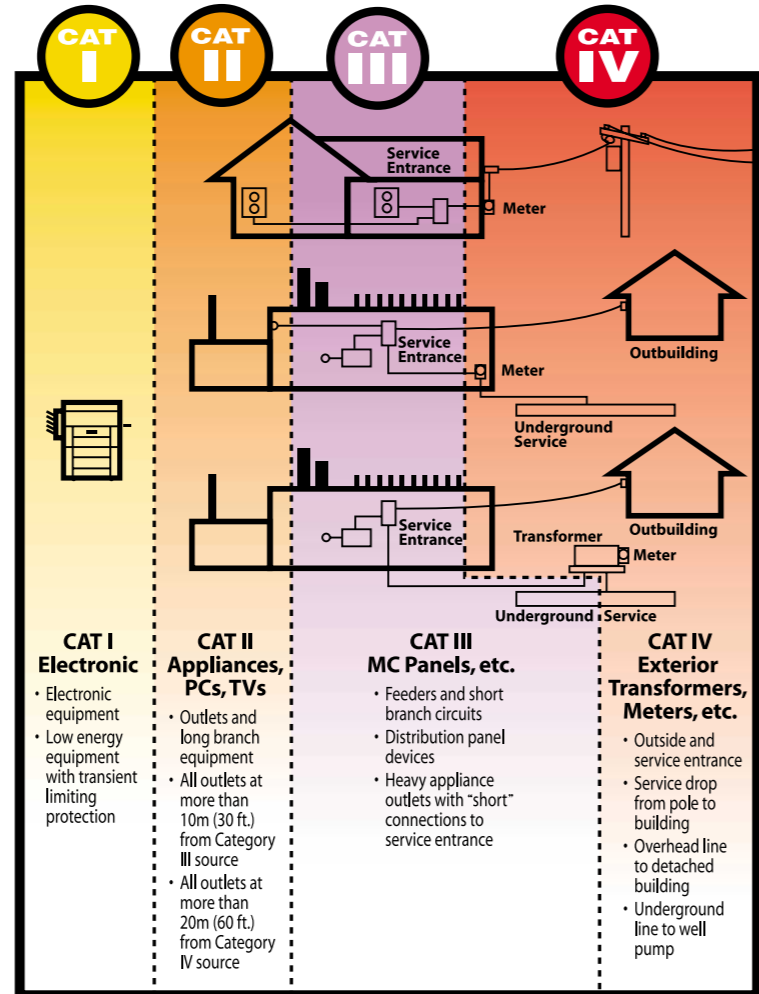 CAT
I
CAT
II
CAT
III
CAT
IV
Service
Entrance
Meter
Service
Entrance
Meter
Outbuilding
Underground
Service
Service
Entrance
Transformer
Meter
Outbuilding
Underground Service
CAT I
Electronic
• Electronic
equipment
• Low energy
equipment
with transient
limiting
protection
CAT II
Appliances,
PCs, TVs
• Outlets and
long branch
equipment
• All outlets at
more than
10m (30 ft.)
from Category
III source
• All outlets at
more than
20m (60 ft.)
from Category
IV source
CAT III
MC Panels, etc.
• Feeders and short
branch circuits
• Distribution panel
devices
• Heavy appliance
outlets with "short"
connections to
service entrance
CAT IV
Exterior
Transformers,
Meters, etc.
• Outside and
service entrance
• Service drop
from pole to
building
• Overhead line
to detached
building
• Underground
line to well
pump